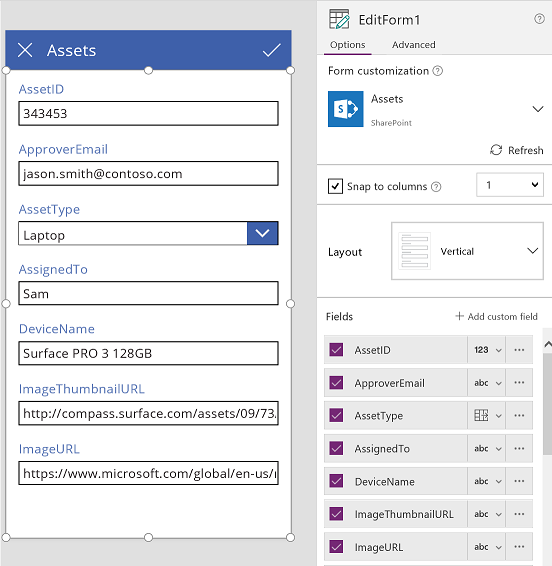 Assets
AssetID
343453
ApproverEmail
jason.smith@contoso.com
AssetType
Laptop
AssignedTo
Sam
DeviceName
Surface PRO 3 128GB
ImageThumbnailURL
http://compass.surface.com/assets/09/73.
ImageURL
https://www.microsoft.com/global/en-us/
EditForm1
Options Advanced
Form customization
Assets
SharePoint
Refresh
Snap to columns 1
Layout Vertical
Fields Add custom field
AssetID 123
ApproverEmail abc
AssetType
AssignedTo abc
DeviceName abc
ImageThumbnailURL abc
ImageURL abc